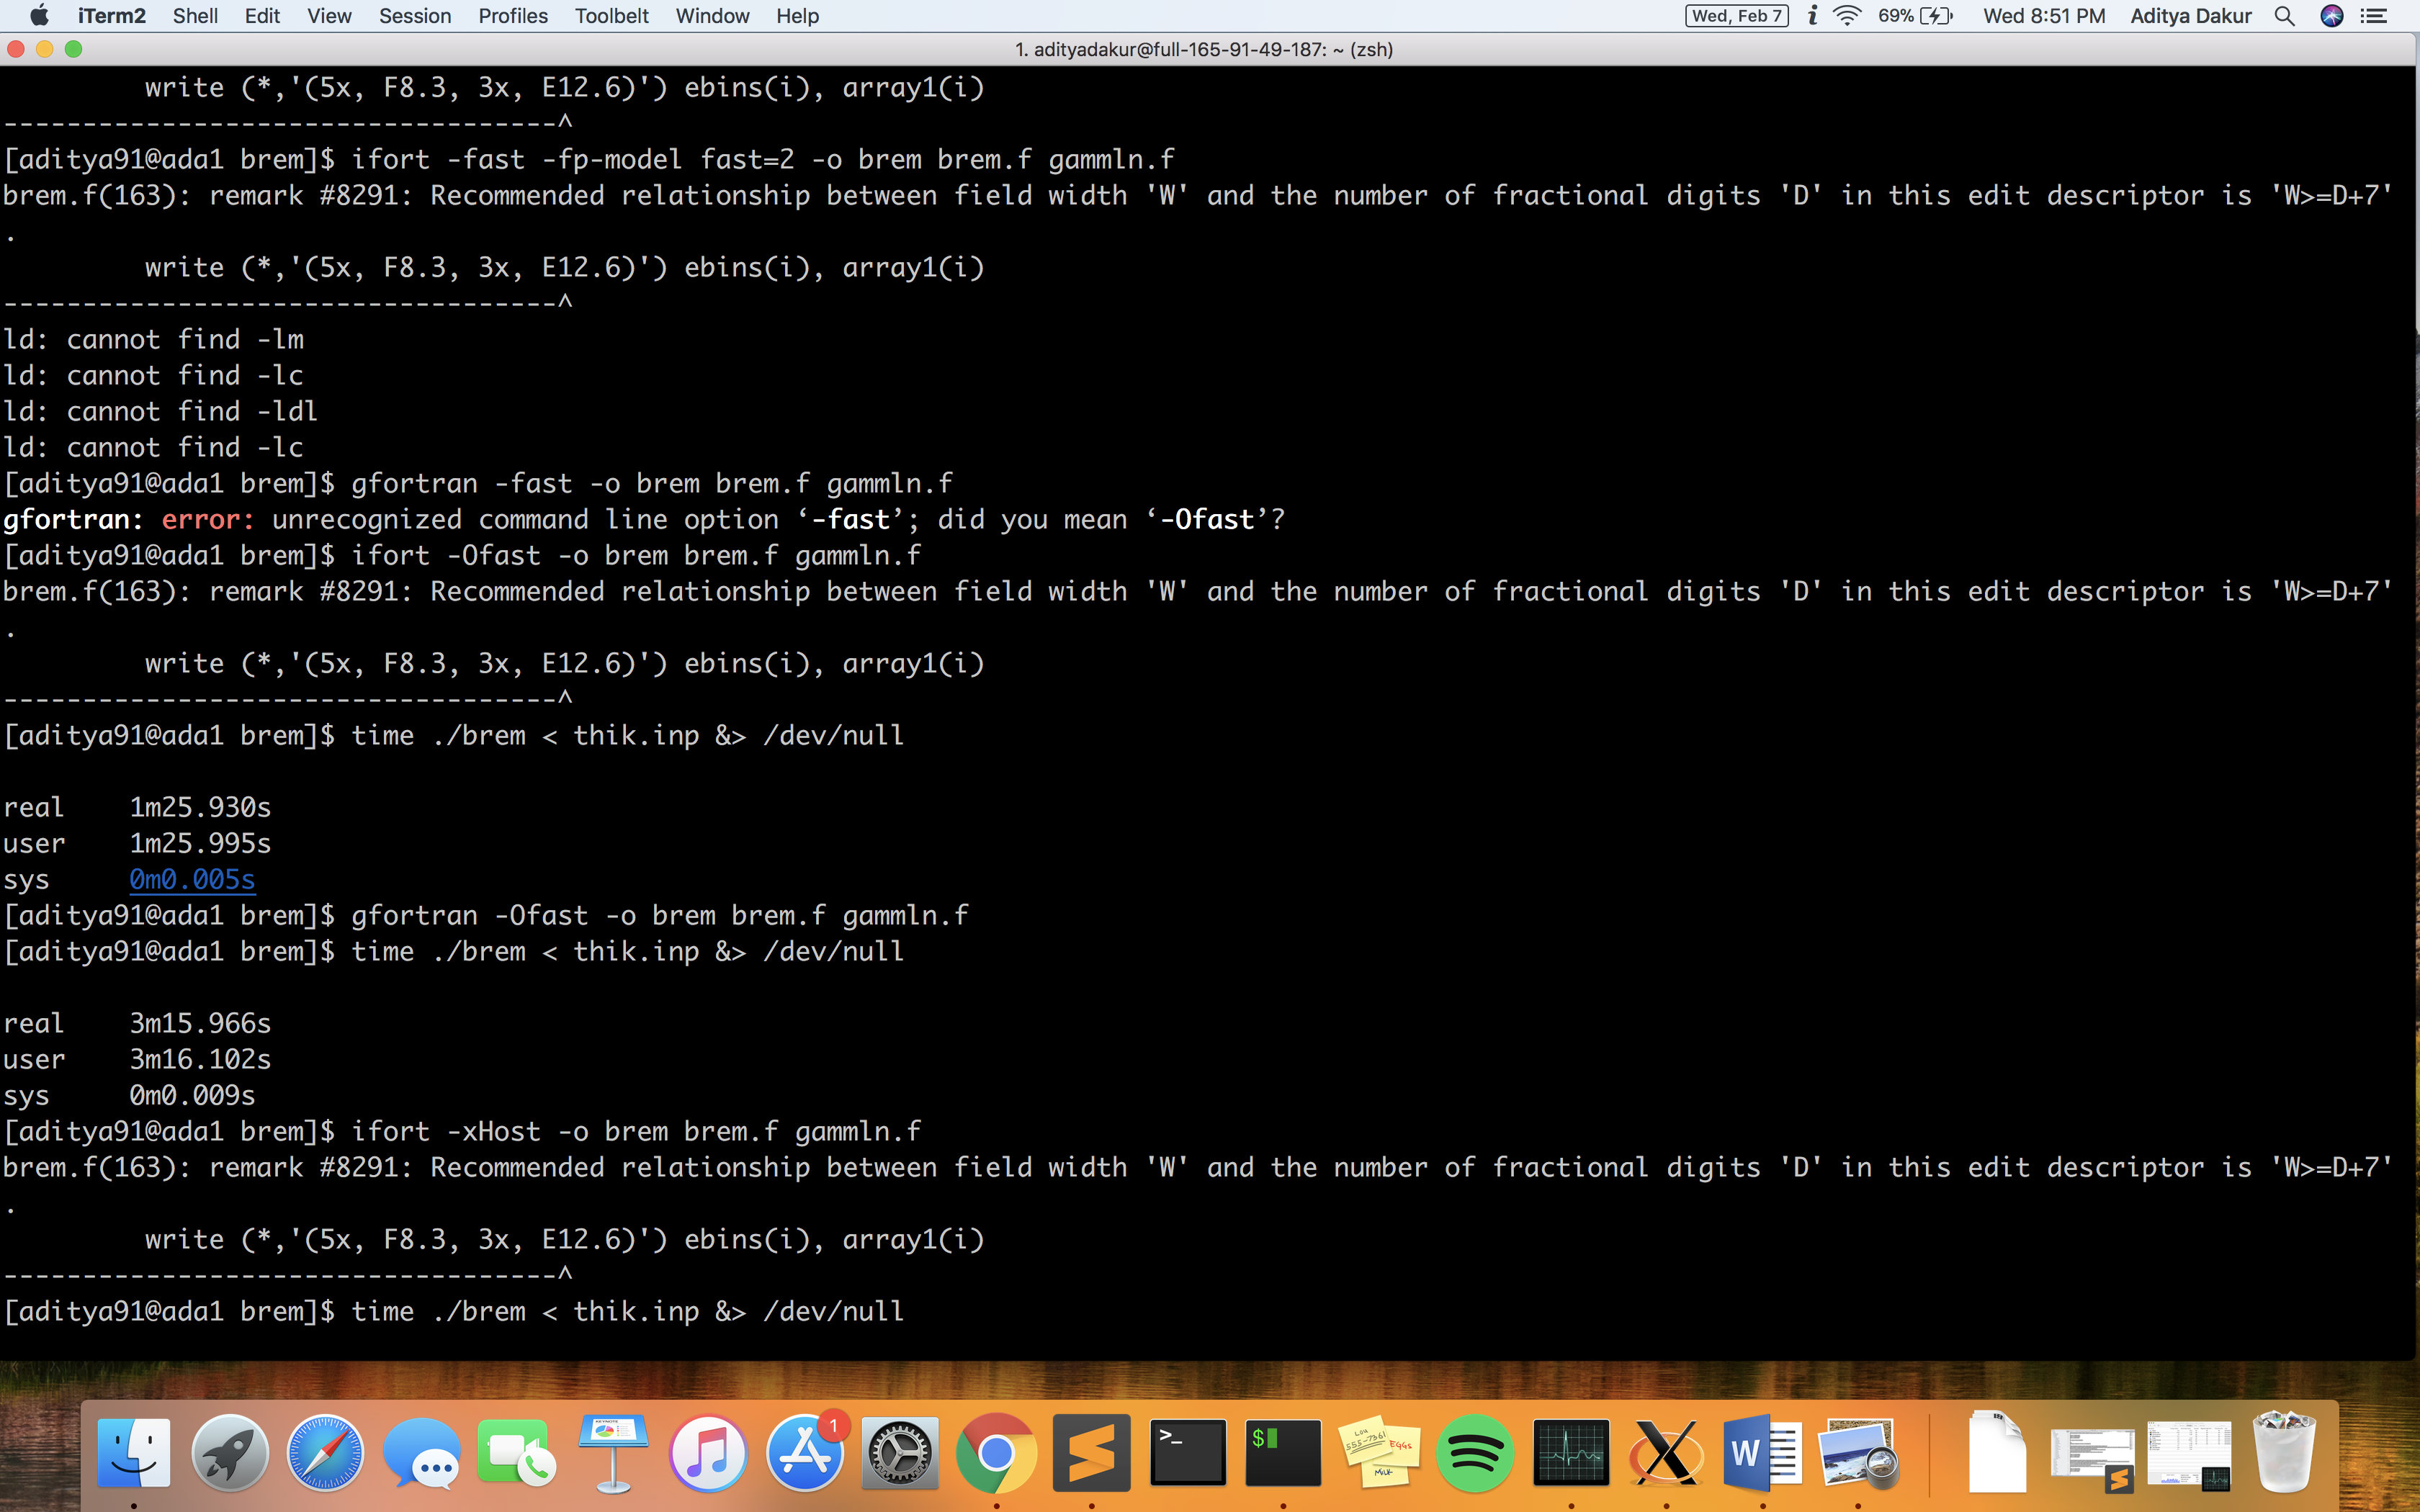 iTerm2 Shell Edit View Session Profiles Toolbelt Window Help Wed, Feb 7 i 69% Wed 8:51 PM Aditya Dakur
1. adityadakur@full-165-91-49-187: ~ (zsh)
write (*,'(5x, F8.3, 3x, E12.6)') ebins(i), array1(i)
-----------------------------------^
[aditya91@ada1 brem]$ ifort -fast -fp-model fast=2 -o brem brem.f gammln.f
brem.f(163): remark #8291: Recommended relationship between field width 'W' and the number of fractional digits 'D' in this edit descriptor is 'W>=D+7'
.
write (*,'(5x, F8.3, 3x, E12.6)') ebins(i), array1(i)
-----------------------------------^
ld: cannot find -lm
ld: cannot find -lc
ld: cannot find -ldl
ld: cannot find -lc
[aditya91@ada1 brem]$ gfortran -fast -o brem brem.f gammln.f
gfortran: error: unrecognized command line option ‘-fast’; did you mean ‘-Ofast’?
[aditya91@ada1 brem]$ ifort -Ofast -o brem brem.f gammln.f
brem.f(163): remark #8291: Recommended relationship between field width 'W' and the number of fractional digits 'D' in this edit descriptor is 'W>=D+7'
.
write (*,'(5x, F8.3, 3x, E12.6)') ebins(i), array1(i)
-----------------------------------^
[aditya91@ada1 brem]$ time ./brem < thik.inp &> /dev/null
real 1m25.930s
user 1m25.995s
sys 0m0.005s
[aditya91@ada1 brem]$ gfortran -Ofast -o brem brem.f gammln.f
[aditya91@ada1 brem]$ time ./brem < thik.inp &> /dev/null
real 3m15.966s
user 3m16.102s
sys 0m0.009s
[aditya91@ada1 brem]$ ifort -xHost -o brem brem.f gammln.f
brem.f(163): remark #8291: Recommended relationship between field width 'W' and the number of fractional digits 'D' in this edit descriptor is 'W>=D+7'
.
write (*,'(5x, F8.3, 3x, E12.6)') ebins(i), array1(i)
-----------------------------------^
[aditya91@ada1 brem]$ time ./brem < thik.inp &> /dev/null
KEYNOTE
1
>_
$
Lou
555-7361
EGGS
MILK
W